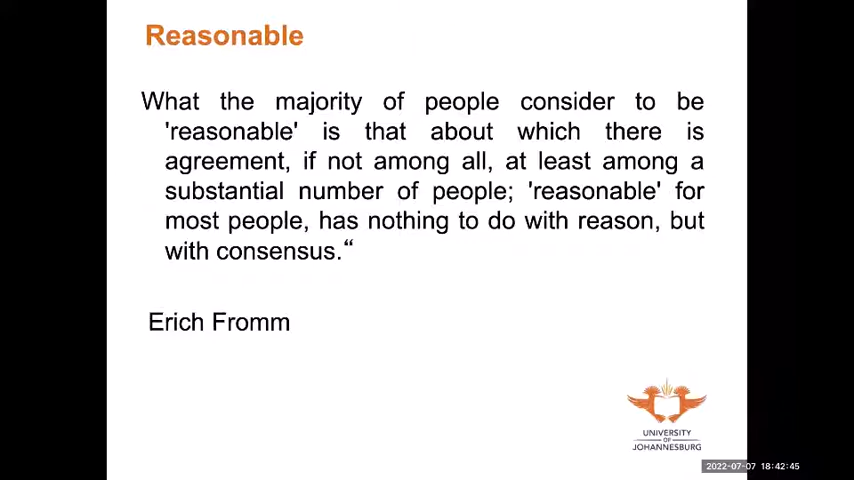 Reasonable
What the majority of people consider to be
'reasonable' is that about which there is
agreement, if not among all, at least among a
substantial number of people; 'reasonable' for
most people, has nothing to do with reason, but
with consensus.“
Erich Fromm
UNIVERSITY
OF
JOHANNESBURG
2022-07-07 18:42:45